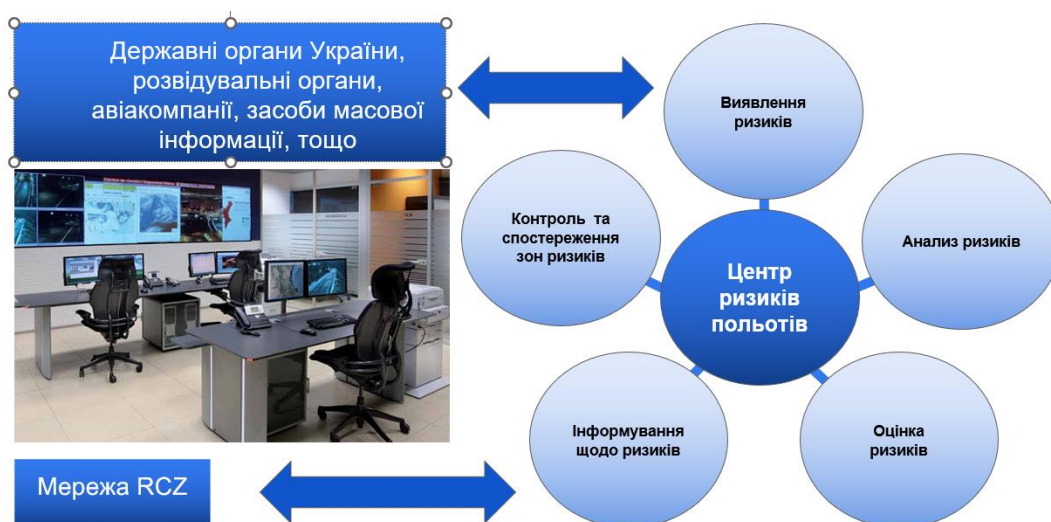 Державні органи України,
розвідувальні органи,
авіакомпанії, засоби масової
інформації, тощо
Виявлення
ризиків
Контроль та
спостереження
зон ризиків
Анализ ризиків
Центр
ризиків
польотів
Інформування
щодо ризиків
Оцінка
ризиків
Мережа RCZ